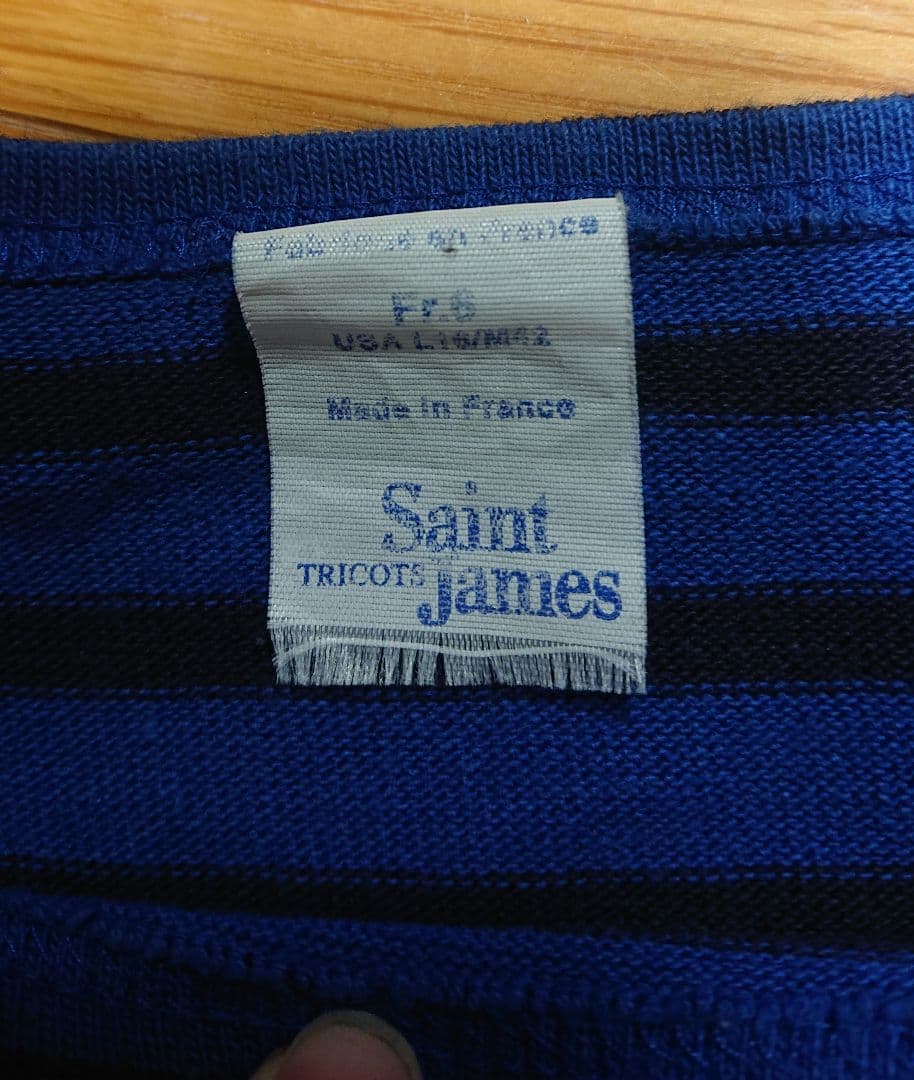 Fabriqué en France
Fr.6
USA L16/M42
Made in France
Saint
TRICOTS James